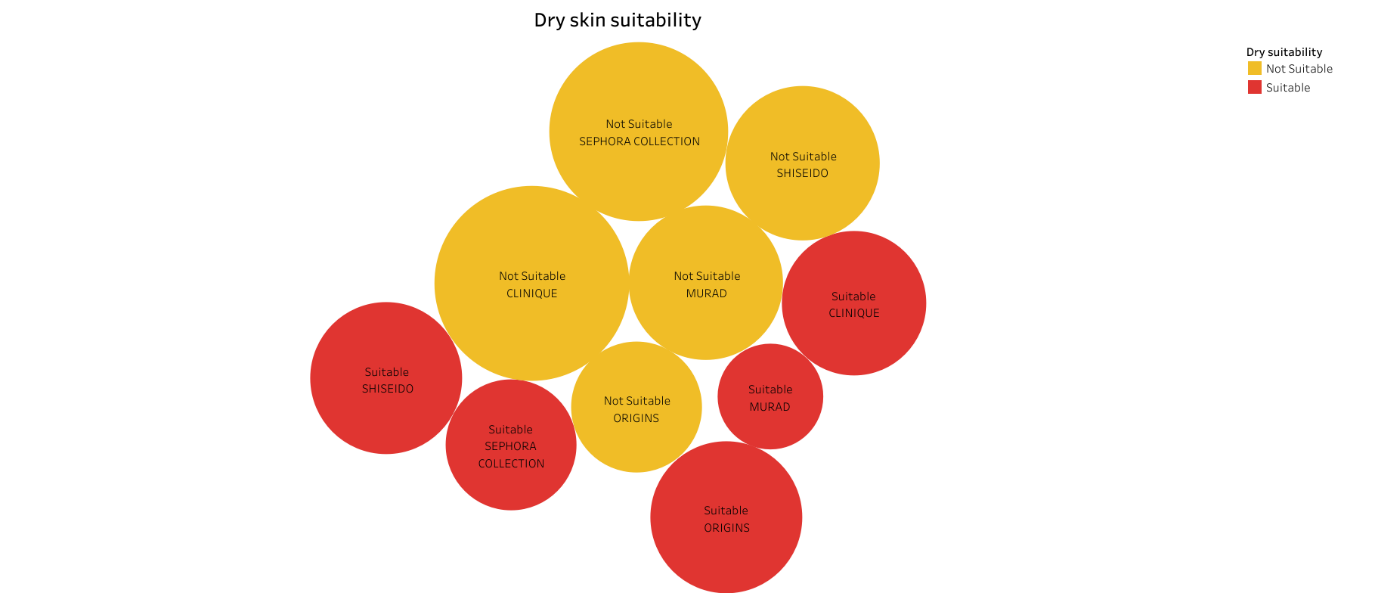 Dry skin suitability
Dry suitability
Not Suitable
Suitable
Not Suitable
SEPHORA COLLECTION
Not Suitable
SHISEIDO
Not Suitable
CLINIQUE
Not Suitable
MURAD
Suitable
CLINIQUE
Suitable
SHISEIDO
Suitable
SEPHORA
COLLECTION
Not Suitable
ORIGINS
Suitable
MURAD
Suitable
ORIGINS